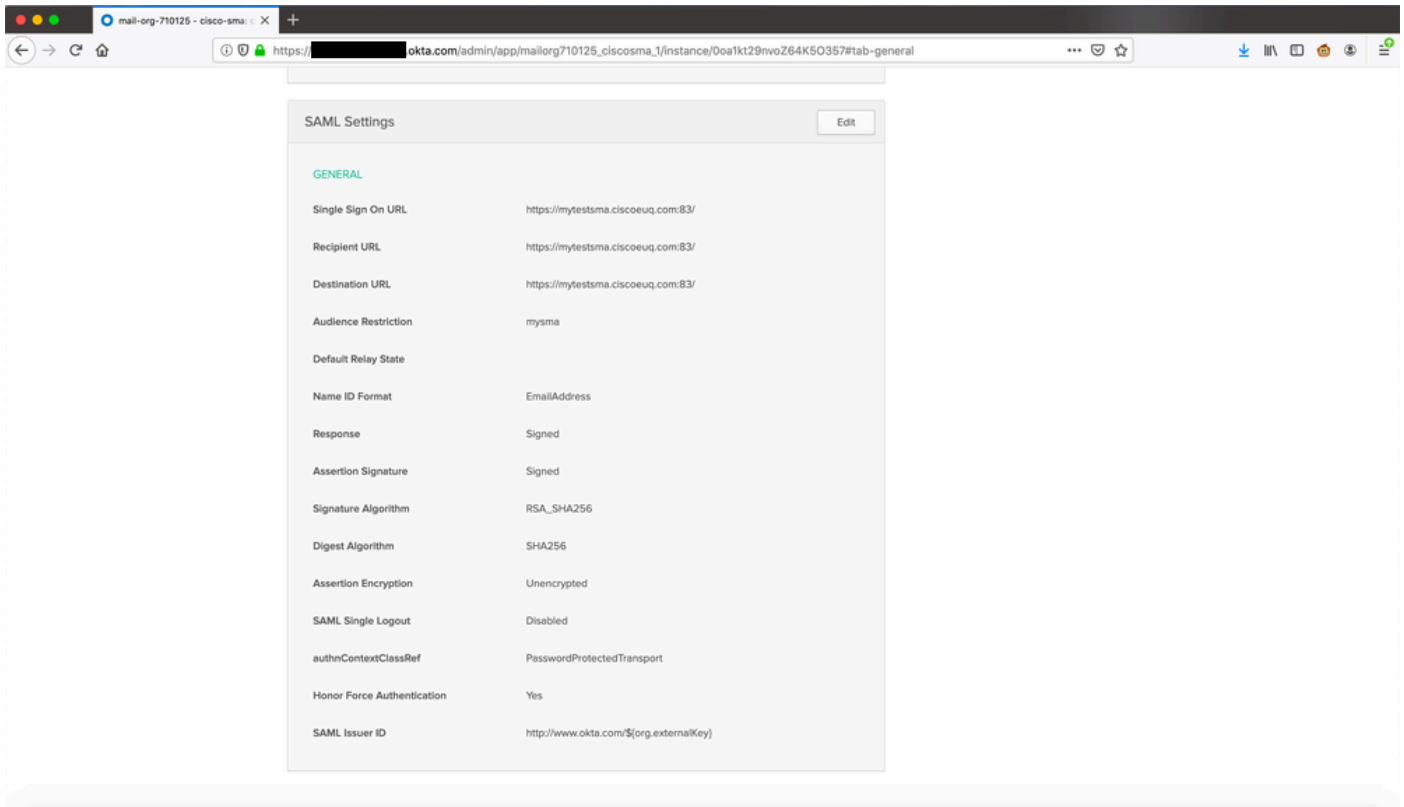 mail-org-710125 - cisco-sma: c
https:// .okta.com/admin/app/mailorg710125_ciscosma_1/instance/0oa1kt29nvoZ64K5O357#tab-general
SAML Settings Edit
GENERAL
Single Sign On URL https://mytestsma.ciscoeuq.com:83/
Recipient URL https://mytestsma.ciscoeuq.com:83/
Destination URL https://mytestsma.ciscoeuq.com:83/
Audience Restriction mysma
Default Relay State
Name ID Format EmailAddress
Response Signed
Assertion Signature Signed
Signature Algorithm RSA_SHA256
Digest Algorithm SHA256
Assertion Encryption Unencrypted
SAML Single Logout Disabled
authnContextClassRef PasswordProtectedTransport
Honor Force Authentication Yes
SAML Issuer ID http://www.okta.com/${org.externalKey}